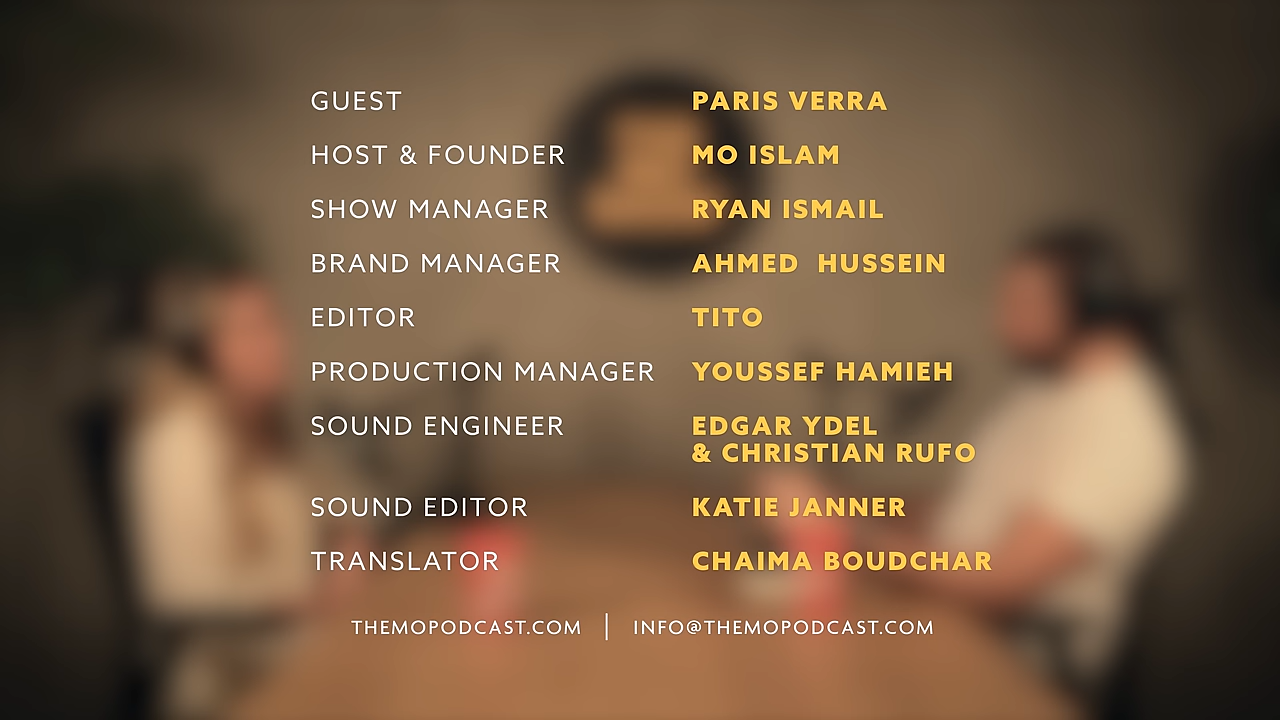 GUEST PARIS VERRA
HOST & FOUNDER MO ISLAM
SHOW MANAGER RYAN ISMAIL
BRAND MANAGER AHMED HUSSEIN
EDITOR TITO
PRODUCTION MANAGER YOUSSEF HAMIEH
SOUND ENGINEER EDGAR YDEL
& CHRISTIAN RUFO
SOUND EDITOR KATIE JANNER
TRANSLATOR CHAIMA BOUDCHAR
THEMOPODCAST.COM | INFO@THEMOPODCAST.COM